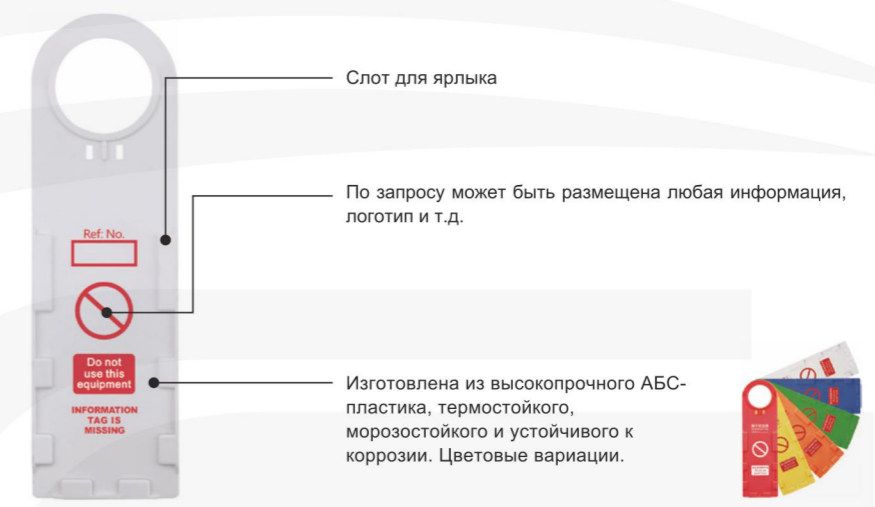 Слот для ярлыка
По запросу может быть размещена любая информация,
логотип и т.д.
Ref: No.
Do not
use this
equipment
INFORMATION
TAG IS
MISSING
Изготовлена из высокопрочного АБС-
пластика, термостойкого,
морозостойкого и устойчивого к
коррозии. Цветовые вариации.